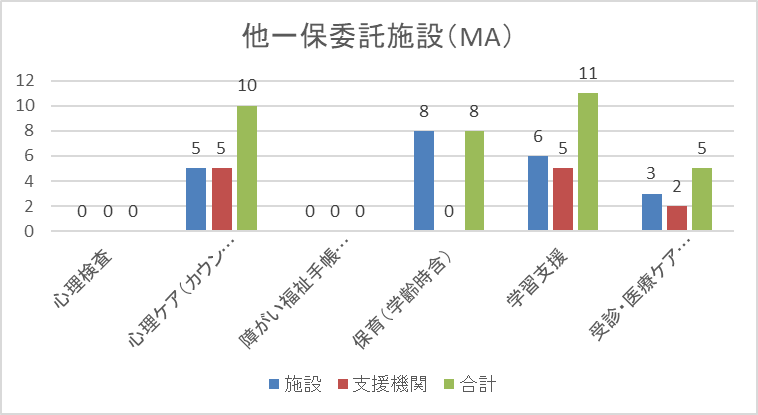 他一保委託施設（MA）
12
10
8
6
4
2
0
0 0 0
5 5 10
0 0 0
8 0 8
6 5 11
3 2 5
心理検査
心理ケア（カウン…
障がい福祉手帳…
保育（学齢時含）
学習支援
受診・医療ケア…
施設 支援機関 合計